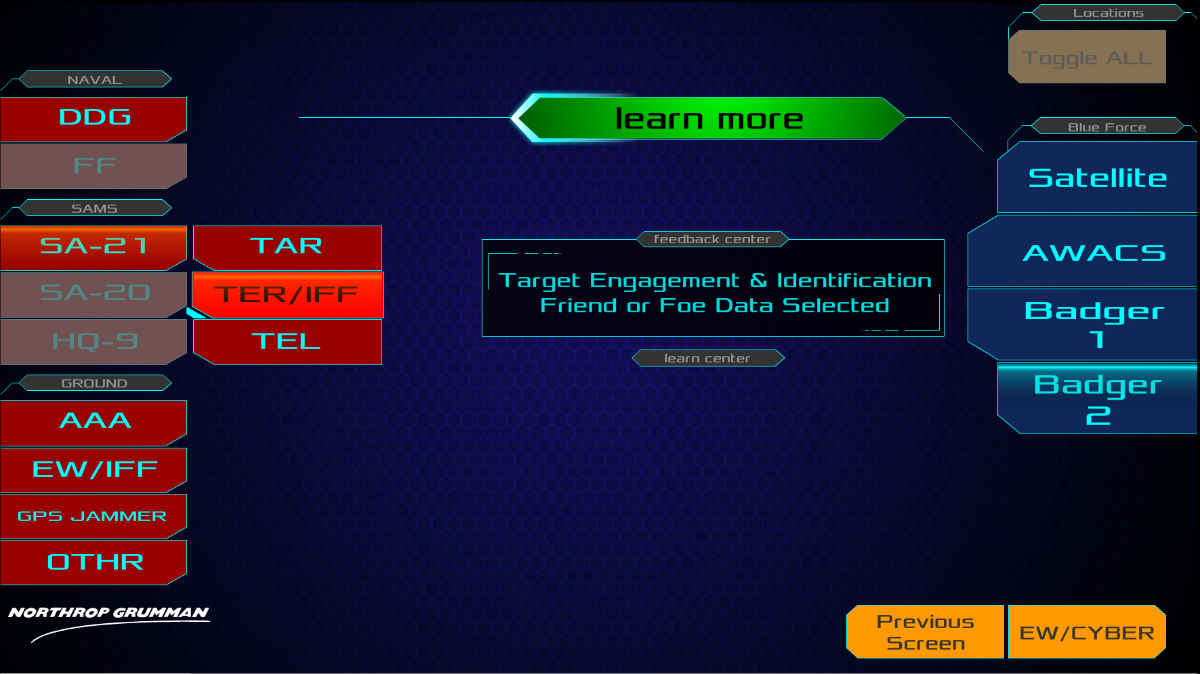 Locations
Toggle ALL
NAVAL
DDG
FF
learn more
Blue Force
Satellite
AWACS
Badger
1
Badger
2
SAMS
SA-21
TAR
SA-20
TER/IFF
HQ-9
TEL
feedback center
Target Engagement & Identification
Friend or Foe Data Selected
learn center
GROUND
AAA
EW/IFF
GPS JAMMER
OTHR
NORTHROP GRUMMAN
Previous
Screen
EW/CYBER